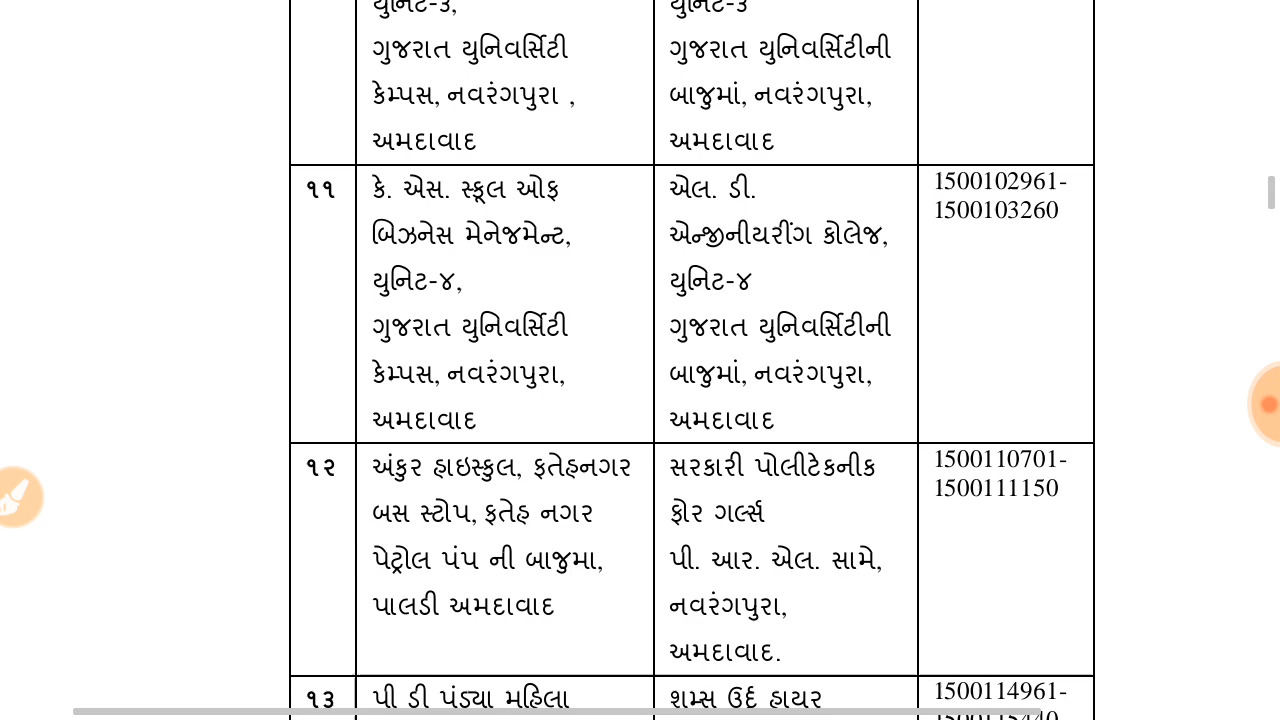 યુનિટ-૩,
ગુજરાત યુનિવર્સિટી
કેમ્પસ, નવરંગપુરા ,
અમદાવાદ
યુનિટ-૩
ગુજરાત યુનિવર્સિટીની
બાજુમાં, નવરંગપુરા,
અમદાવાદ
૧૧
કે. એસ. સ્કૂલ ઓફ
બિઝનેસ મેનેજમેન્ટ,
યુનિટ-૪,
ગુજરાત યુનિવર્સિટી
કેમ્પસ, નવરંગપુરા,
અમદાવાદ
એલ. ડી.
એન્જીનીયરીંગ કોલેજ,
યુનિટ-૪
ગુજરાત યુનિવર્સિટીની
બાજુમાં, નવરંગપુરા,
અમદાવાદ
1500102961-
1500103260
૧૨
અંકુર હાઇસ્કુલ, ફતેહનગર
બસ સ્ટોપ, ફતેહ નગર
પેટ્રોલ પંપ ની બાજુમા,
પાલડી અમદાવાદ
સરકારી પોલીટેકનીક
ફોર ગર્લ્સ
પી. આર. એલ. સામે,
નવરંગપુરા,
અમદાવાદ.
1500110701-
1500111150
૧૩
પી ડી પંડ્યા મહિલા
શમ્સ ઉર્દુ હાયર
1500114961-